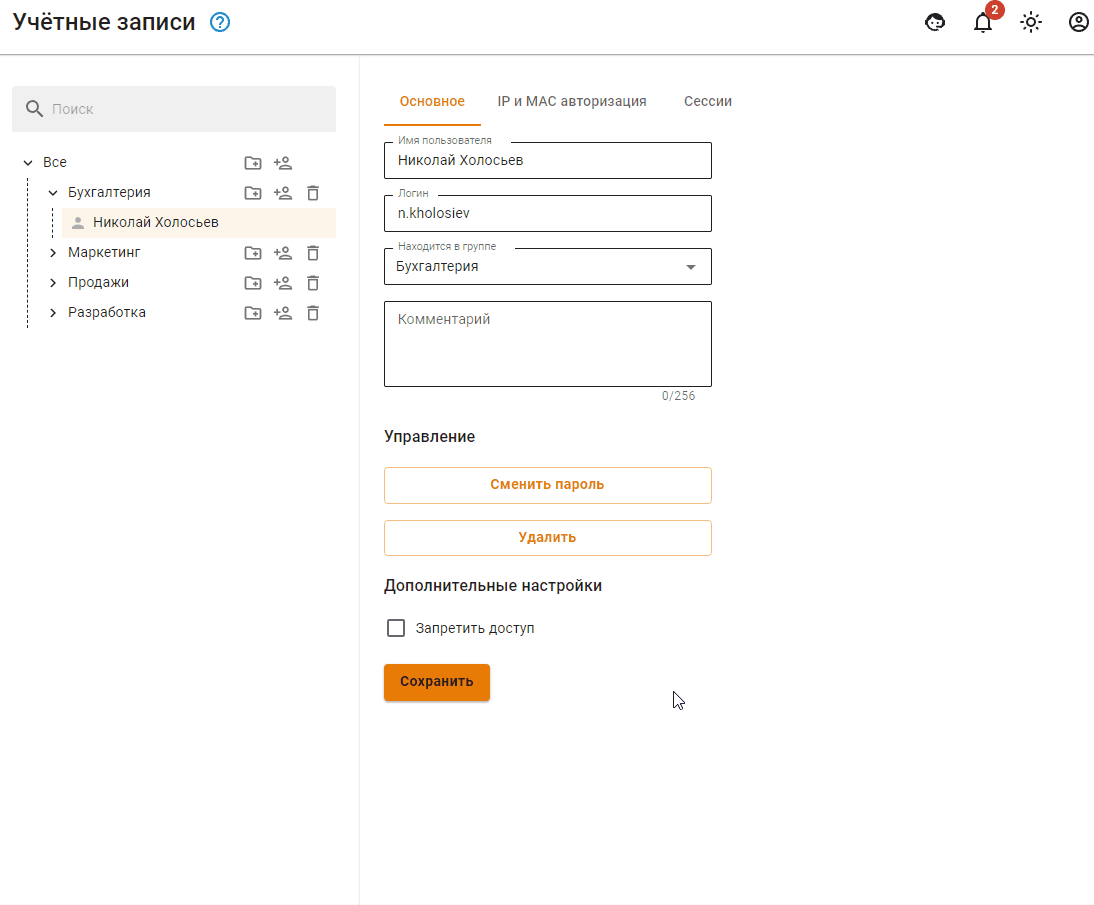 Учётные записи
2
Поиск
Все
Бухгалтерия
Николай Холосьев
Маркетинг
Продажи
Разработка
Основное
IP и MAC авторизация
Сессии
Имя пользователя
Николай Холосьев
Логин
n.kholosiev
Находится в группе
Бухгалтерия
Комментарий
0/256
Управление
Сменить пароль
Удалить
Дополнительные настройки
Запретить доступ
Сохранить